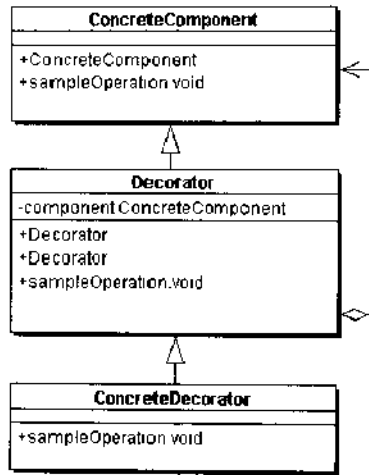 ConcreteComponent
+ConcreteComponent
+sampleOperation void
Decorator
-component ConcreteComponent
+Decorator
+Decorator
+sampleOperation.void
ConcreteDecorator
+sampleOperation void